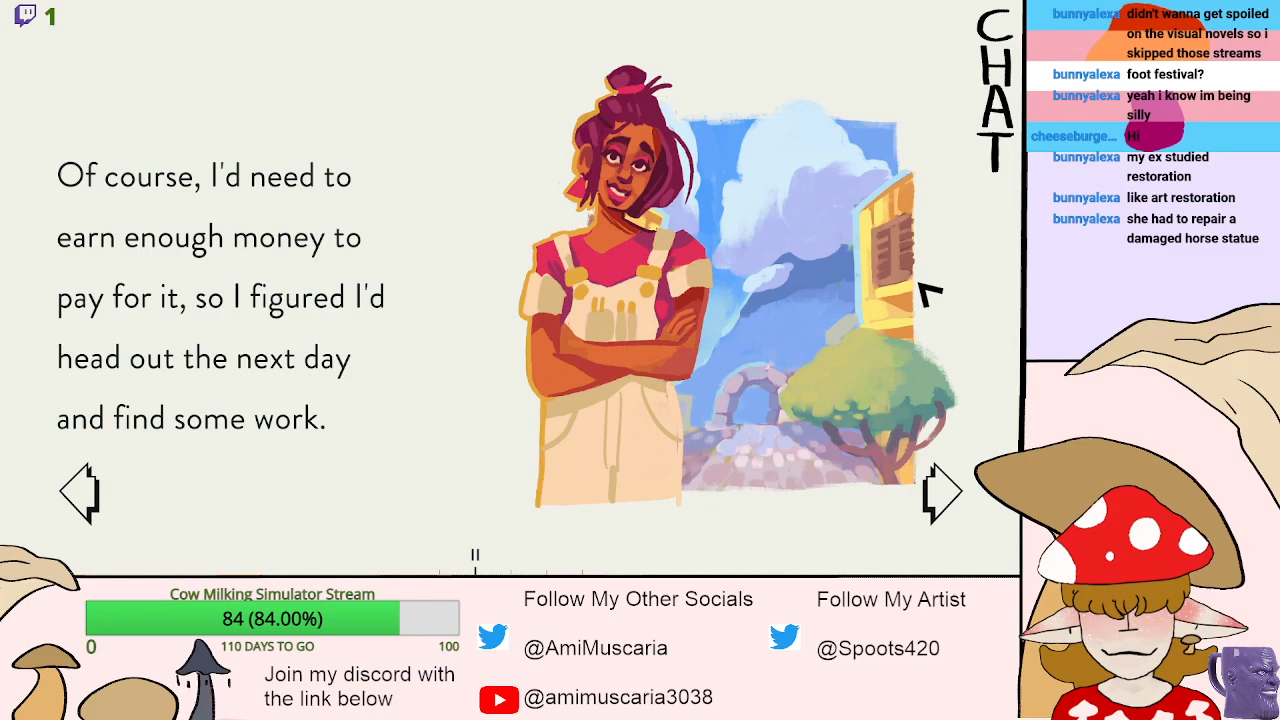 1
Of course, I'd need to
earn enough money to
pay for it, so I figured I'd
head out the next day
and find some work.
II
CHAT
bunnyalexa didn't wanna get spoiled
on the visual novels so i
skipped those streams
bunnyalexa foot festival?
bunnyalexa yeah i know im being
silly
cheeseburge... Hi
bunnyalexa my ex studied
restoration
bunnyalexa like art restoration
bunnyalexa she had to repair a
damaged horse statue
Cow Milking Simulator Stream
84 (84.00%)
0 110 DAYS TO GO 100
Join my discord with
the link below
Follow My Other Socials
@AmiMuscaria
@amimuscaria3038
Follow My Artist
@Spoots420